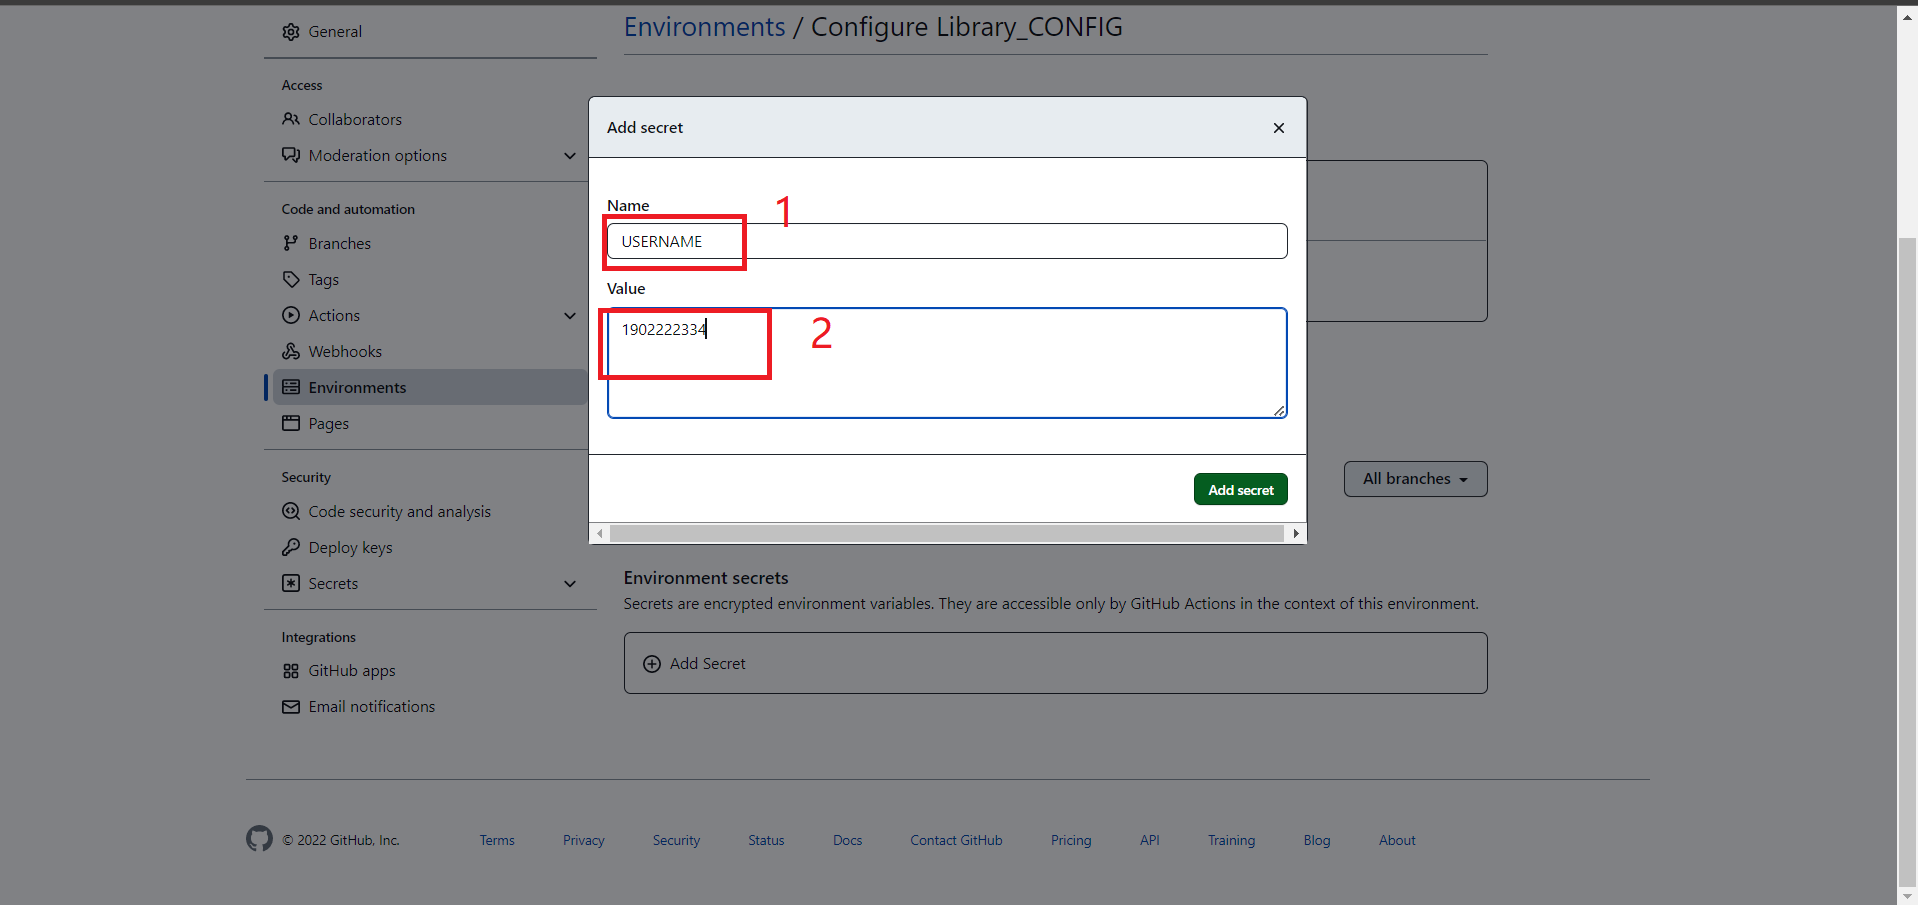 General
Environments / Configure Library_CONFIG
Access
Collaborators
Moderation options
Code and automation
Branches
Tags
Actions
Webhooks
Environments
Pages
Security
Code security and analysis
Deploy keys
Secrets
Integrations
GitHub apps
Email notifications
Add secret
Name
1
USERNAME
Value
1902222334
2
Add secret
All branches
Environment secrets
Secrets are encrypted environment variables. They are accessible only by GitHub Actions in the context of this environment.
Add Secret
© 2022 GitHub, Inc. Terms Privacy Security Status Docs Contact GitHub Pricing API Training Blog About